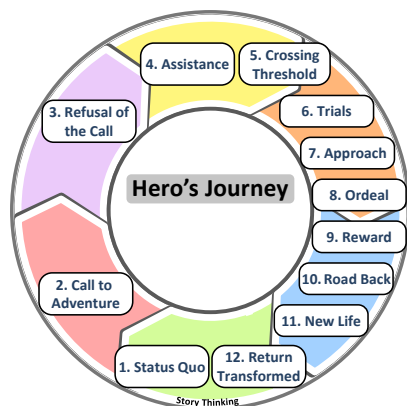 4. Assistance
5. Crossing
Threshold
3. Refusal of
the Call
6. Trials
7. Approach
Hero's Journey
8. Ordeal
9. Reward
2. Call to
Adventure
10. Road Back
11. New Life
1. Status Quo
12. Return
Transformed
Story Thinking